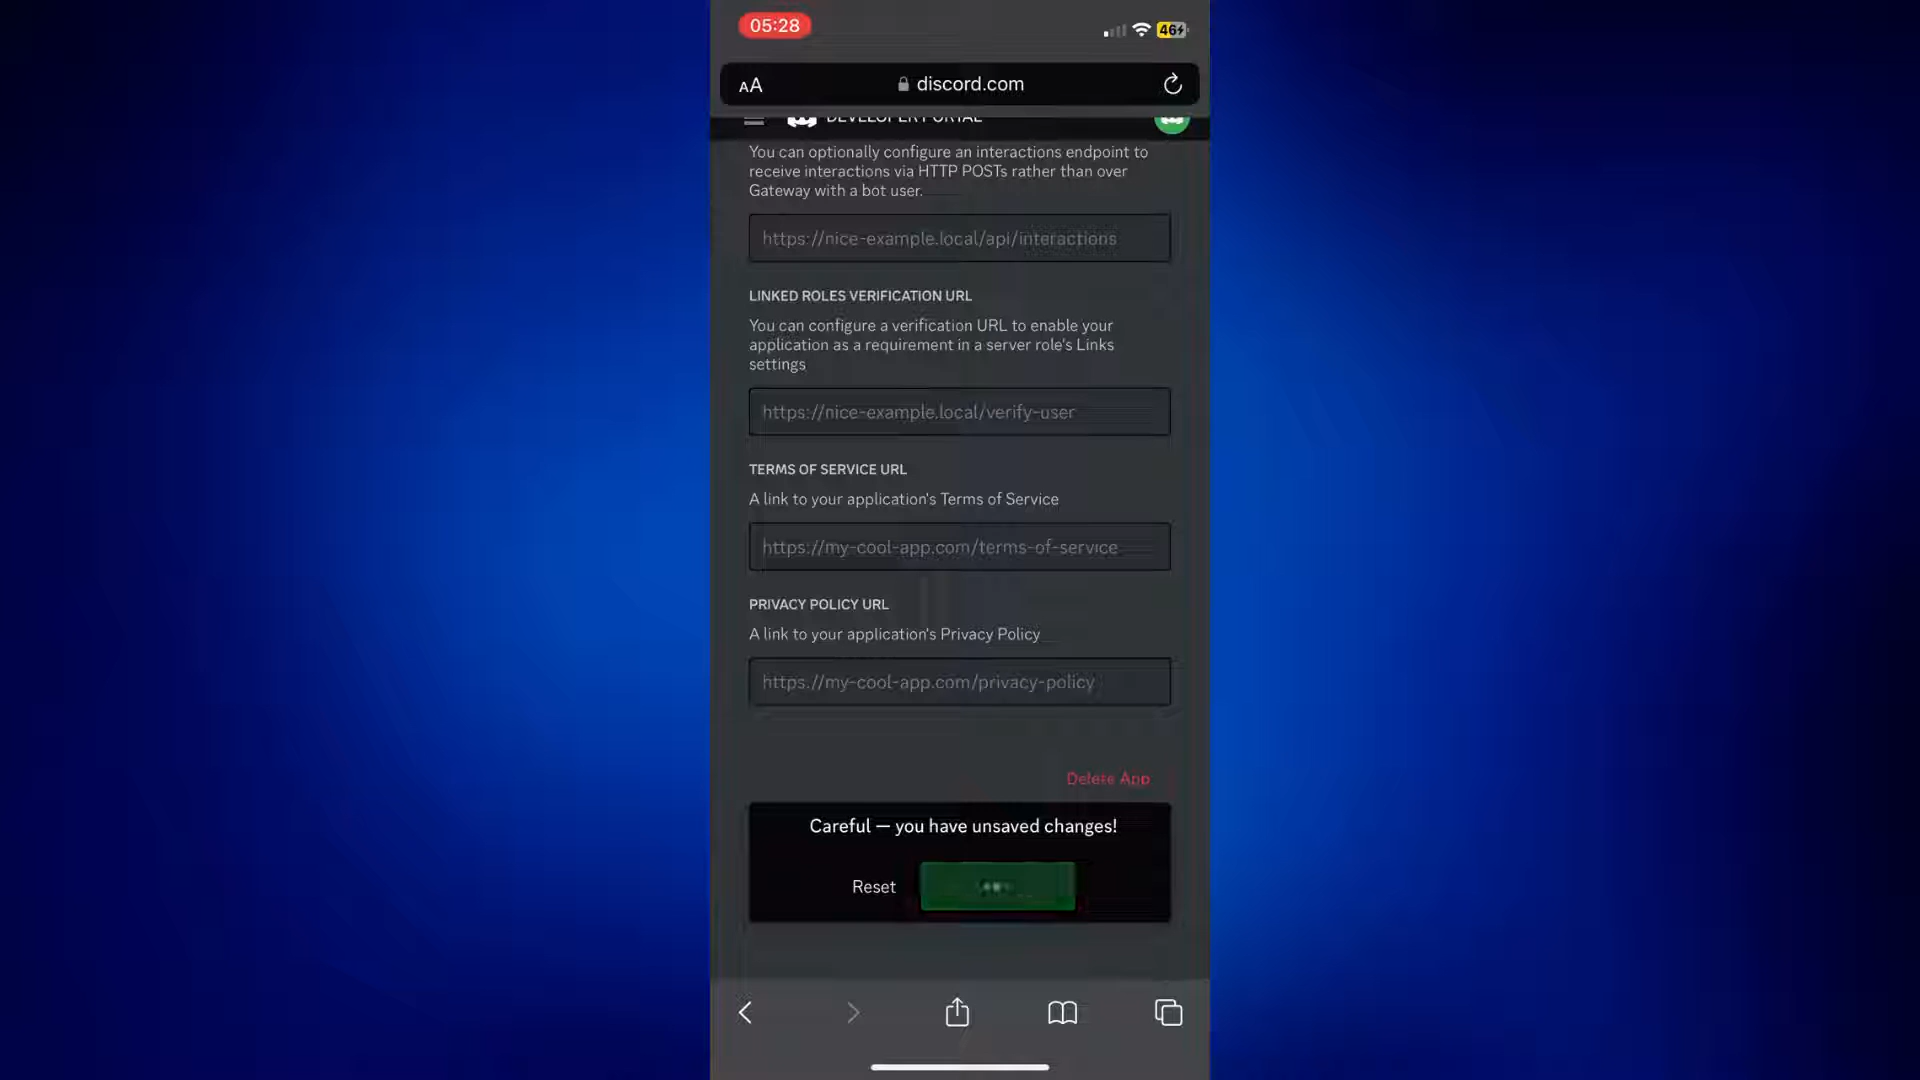 05:28
46
AA
discord.com
DEVELOPER PORTAL
You can optionally configure an interactions endpoint to
receive interactions via HTTP POSTs rather than over
Gateway with a bot user.
https://nice-example.local/api/interactions
LINKED ROLES VERIFICATION URL
You can configure a verification URL to enable your
application as a requirement in a server role's Links
settings
https://nice-example.local/verify-user
TERMS OF SERVICE URL
A link to your application's Terms of Service
https://my-cool-app.com/terms-of-service
PRIVACY POLICY URL
A link to your application's Privacy Policy
https://my-cool-app.com/privacy-policy
Delete App
Careful — you have unsaved changes!
Reset